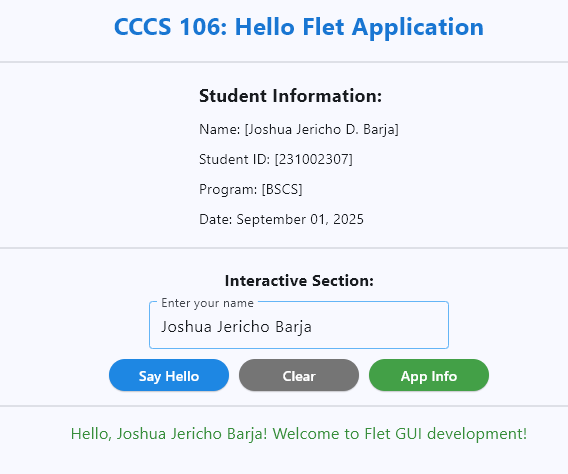 CCCS 106: Hello Flet Application
Student Information:
Name: [Joshua Jericho D. Barja]
Student ID: [231002307]
Program: [BSCS]
Date: September 01, 2025
Interactive Section:
Enter your name
Joshua Jericho Barja
Say Hello Clear App Info
Hello, Joshua Jericho Barja! Welcome to Flet GUI development!